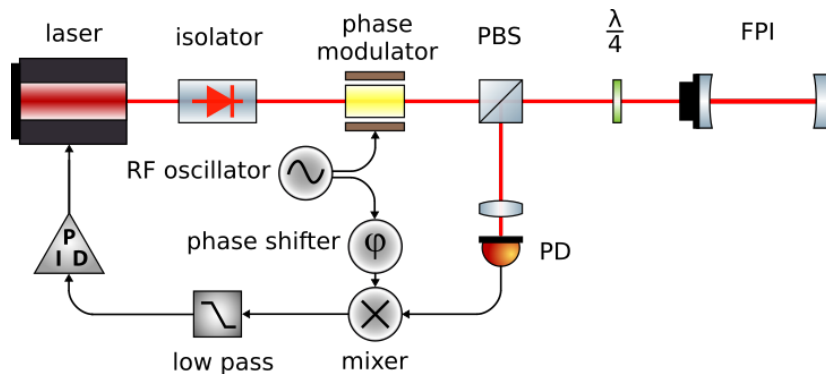 laser
isolator
phase
modulator
PBS
λ
4
FPI
RF oscillator
phase shifter
φ
PD
P
I D
low pass
mixer